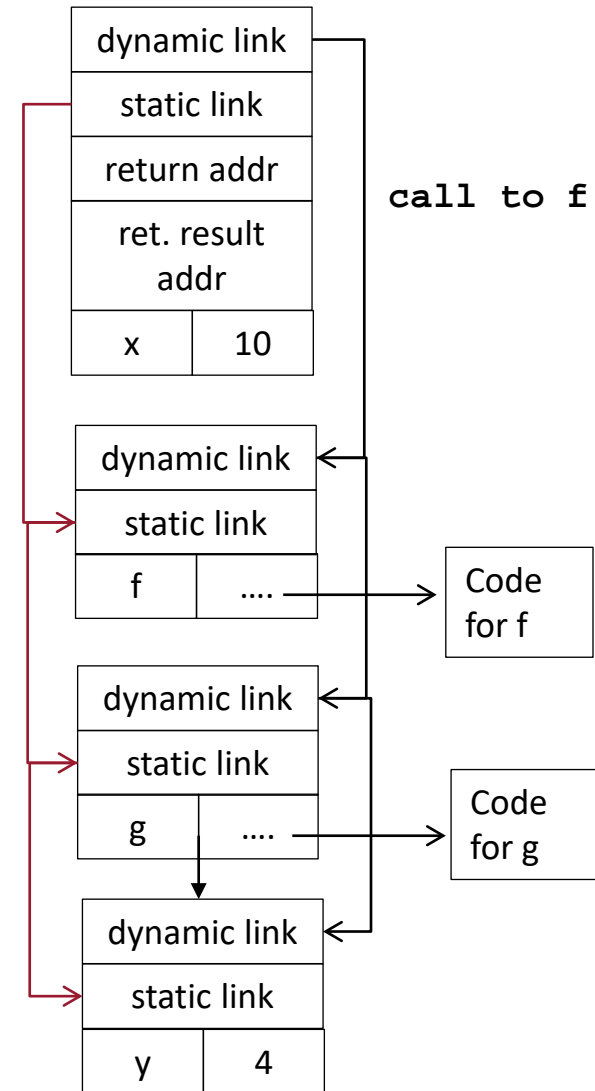 dynamic link
static link
return addr
call to f
ret. result
addr
x 10
dynamic link
static link
f ....
Code
for f
dynamic link
static link
g ....
Code
for g
dynamic link
static link
y 4